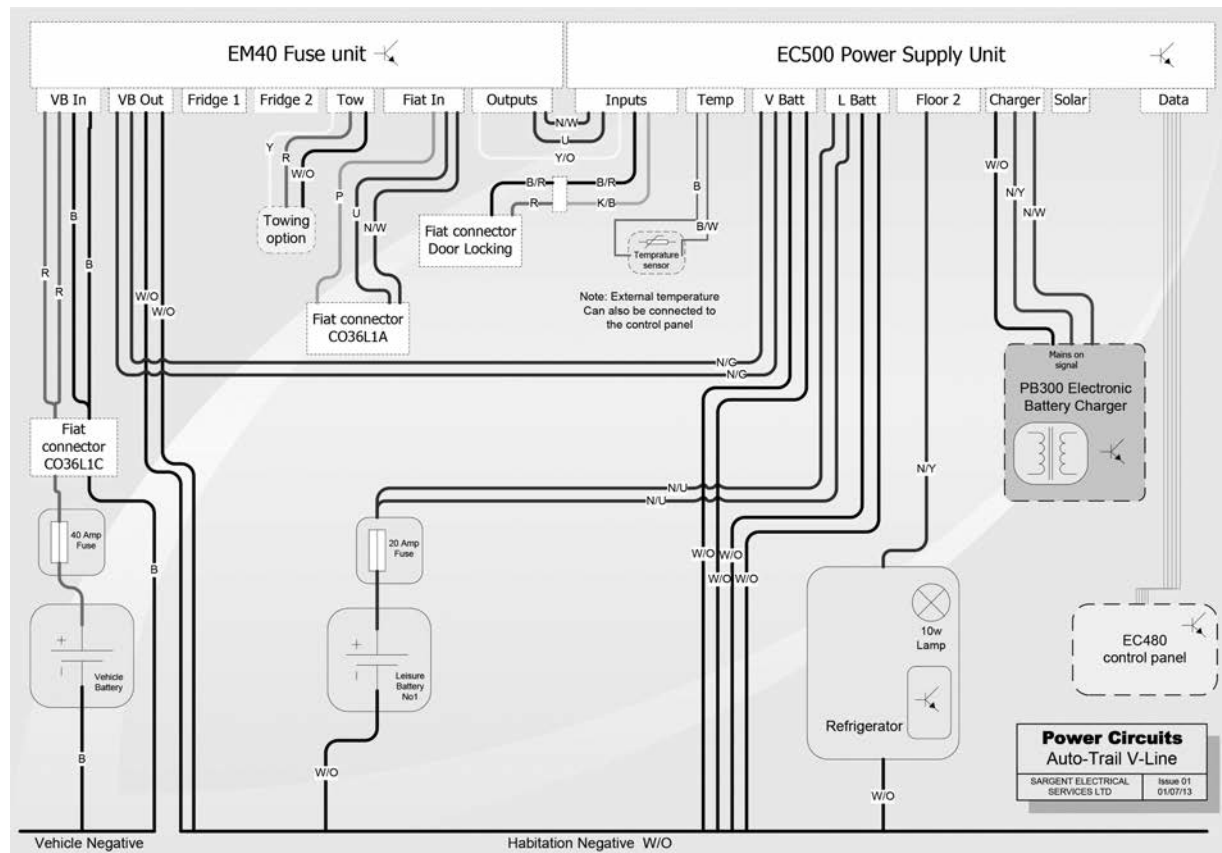 EM40 Fuse unit
EC500 Power Supply Unit
VB In
VB Out
Fridge 1
Fridge 2
Tow
Fiat In
Outputs
Inputs
Temp
V Batt
L Batt
Floor 2
Charger
Solar
Data
N/W
U
Y/O
Y
R
W/O
P
U
N/W
B/R
B/R
R
K/B
B
B/W
W/O
N/Y
N/W
B
B
R
R
W/O
W/O
Towing
option
Fiat connector
Door Locking
Temprature
sensor
Note: External temperature
Can also be connected to
the control panel
Fiat connector
CO36L1A
N/G
N/G
Mains on
signal
PB300 Electronic
Battery Charger
Fiat
connector
CO36L1C
N/U
N/U
N/Y
40 Amp
Fuse
20 Amp
Fuse
B
W/O
W/O
W/O
W/O
+
–
Vehicle
Battery
+
–
Leisure
Battery
No1
10w
Lamp
Refrigerator
EC480
control panel
B
W/O
W/O
Power Circuits
Auto-Trail V-Line
SARGENT ELECTRICAL
SERVICES LTD
Issue 01
01/07/13
Vehicle Negative
Habitation Negative W/O